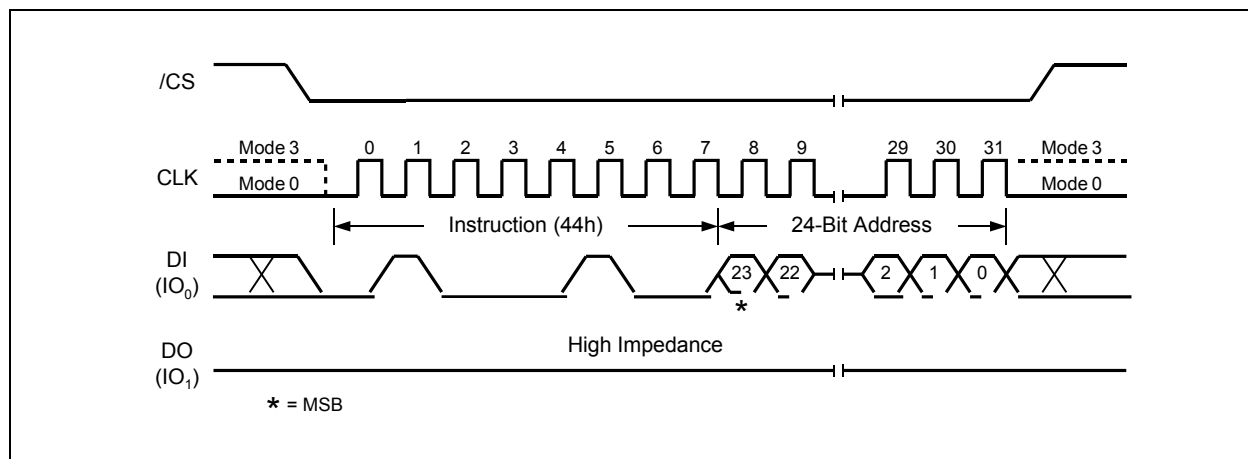 /CS
Mode 3 0 1 2 3 4 5 6 7 8 9 29 30 31 Mode 3
CLK
Mode 0 Mode 0
Instruction (44h) 24-Bit Address
DI
(IO₀)
23 22 2 1 0
*
High Impedance
DO
(IO₁)
* = MSB